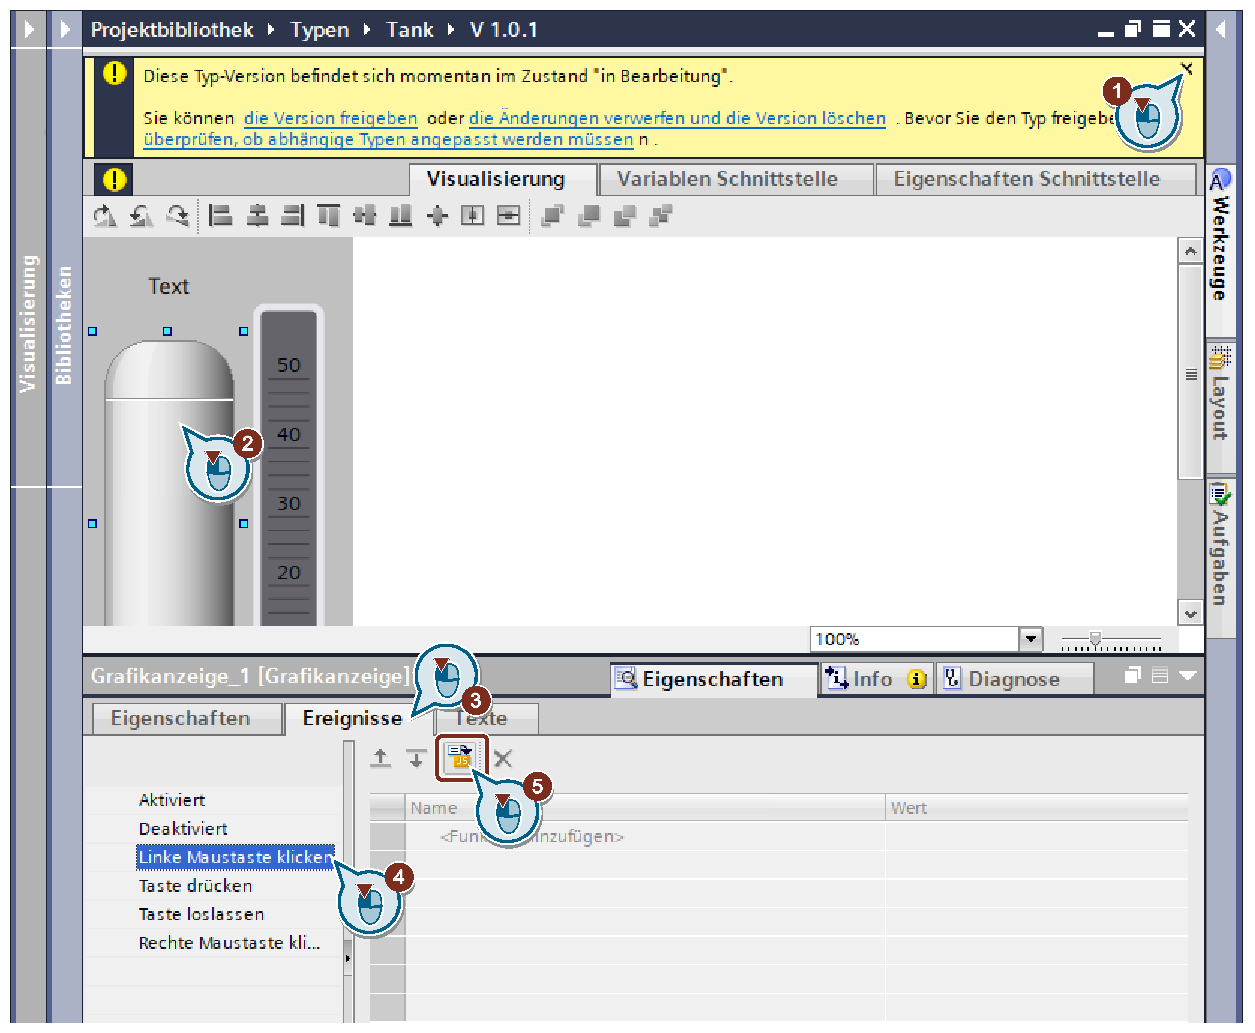 Projektbibliothek ▸ Typen ▸ Tank ▸ V 1.0.1
Diese Typ-Version befindet sich momentan im Zustand "in Bearbeitung".
1
Sie können die Version freigeben oder die Änderungen verwerfen und die Version löschen . Bevor Sie den Typ freigebe
überprüfen, ob abhängige Typen angepasst werden müssen n .
Visualisierung
Variablen Schnittstelle
Eigenschaften Schnittstelle
Visualisierung
Bibliotheken
Werkzeuge
Layout
Aufgaben
Text
50
40
2
30
20
100%
Grafikanzeige_1 [Grafikanzeige]
Eigenschaften
Info
Diagnose
3
Eigenschaften
Ereignisse
Texte
JS
5
Aktiviert
Deaktiviert
Linke Maustaste klicken
Taste drücken
Taste loslassen
Rechte Maustaste kli...
4
Name
Wert
<Fun inzufügen>